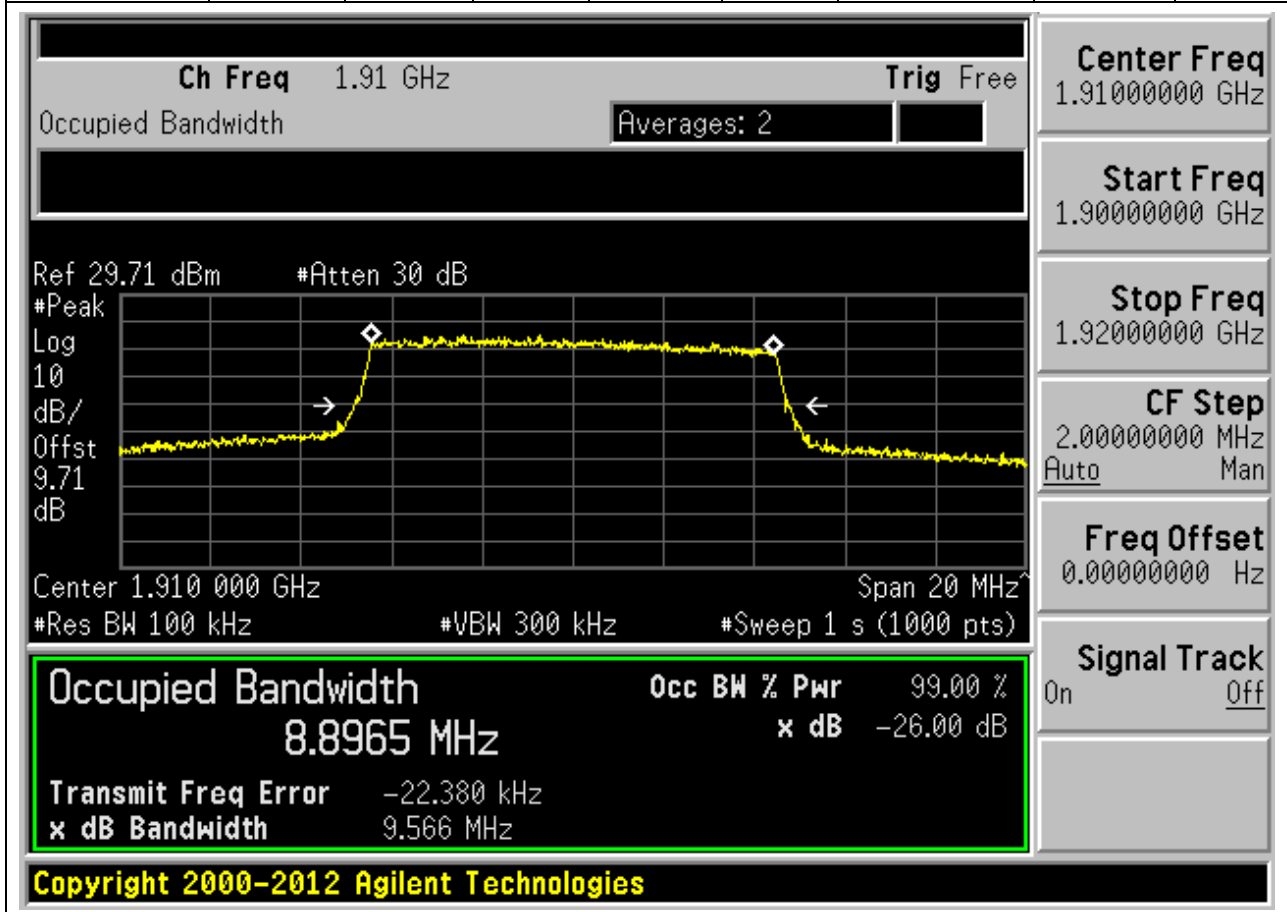 Ch Freq 1.91 GHz Trig Free
Occupied Bandwidth Averages: 2
Ref 29.71 dBm #Atten 30 dB
#Peak
Log
10
dB/
Offst
9.71
dB
Center 1.910 000 GHz Span 20 MHz^
#Res BW 100 kHz #VBW 300 kHz #Sweep 1 s (1000 pts)
Occupied Bandwidth Occ BW % Pwr 99.00 %
8.8965 MHz x dB -26.00 dB
Transmit Freq Error -22.380 kHz
x dB Bandwidth 9.566 MHz
Copyright 2000-2012 Agilent Technologies
Center Freq
1.91000000 GHz
Start Freq
1.90000000 GHz
Stop Freq
1.92000000 GHz
CF Step
2.00000000 MHz
Auto Man
Freq Offset
0.00000000 Hz
Signal Track
On Off